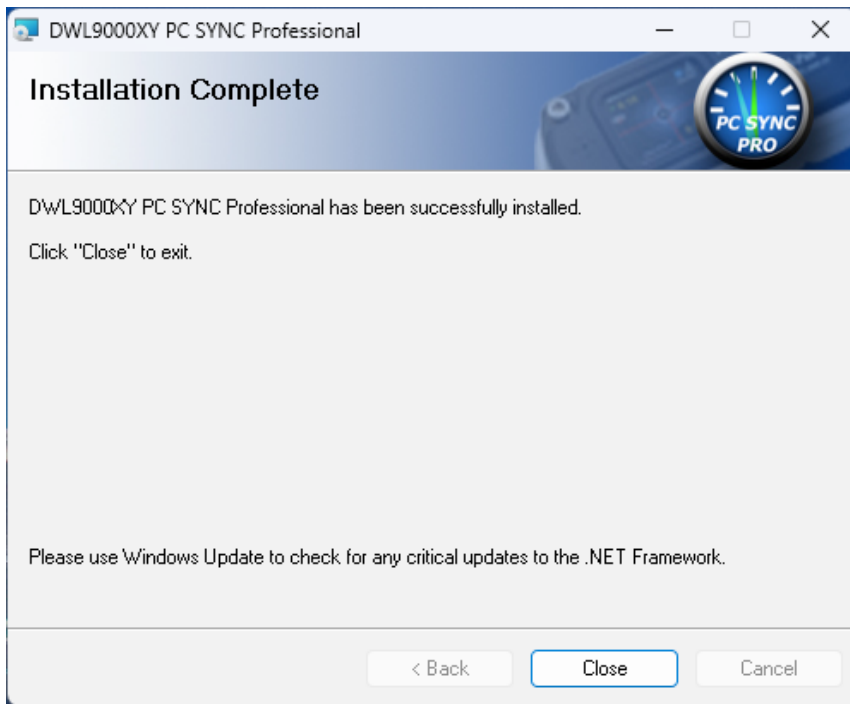 DWL9000XY PC SYNC Professional
Installation Complete
PC SYNC
PRO
DWL9000XY PC SYNC Professional has been successfully installed.
Click "Close" to exit.
Please use Windows Update to check for any critical updates to the .NET Framework.
< Back
Close
Cancel